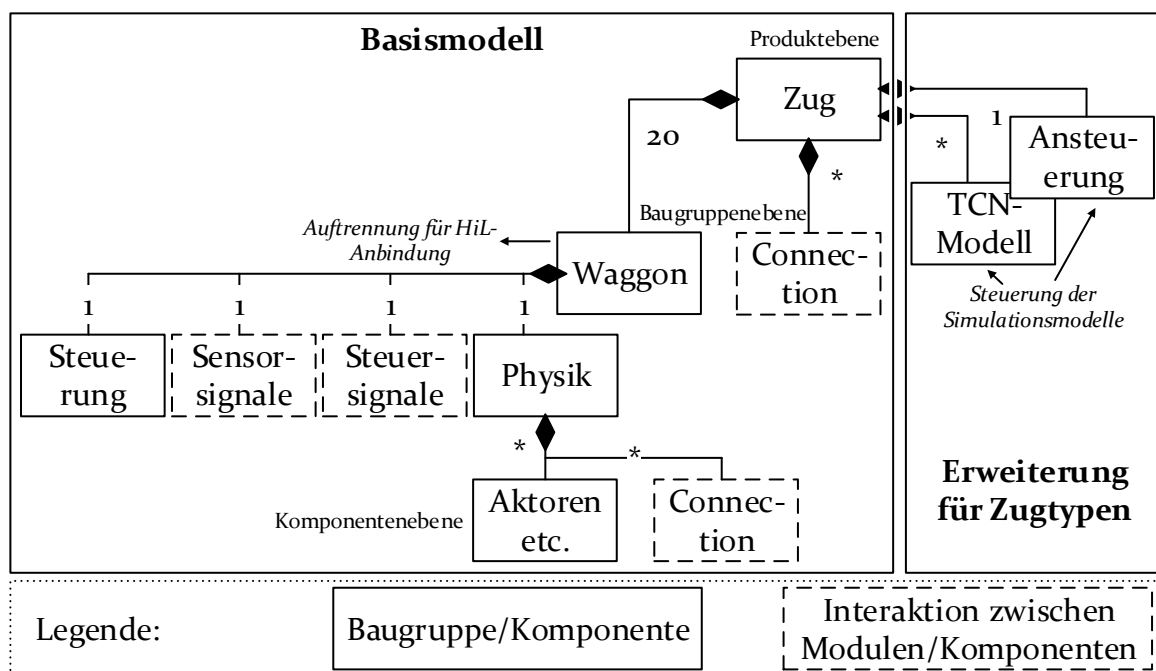 Basismodell
Produktebene
Zug
20
*
1
*
Ansteu-
erung
TCN-
Modell
Steuerung der
Simulationsmodelle
Baugruppenebene
Auftrennung für HiL-
Anbindung
Waggon
Connec-
tion
1
1
1
1
Steue-
rung
Sensor-
signale
Steuer-
signale
Physik
*
*
Komponentenebene
Aktoren
etc.
Connec-
tion
Erweiterung
für Zugtypen
Legende:
Baugruppe/Komponente
Interaktion zwischen
Modulen/Komponenten